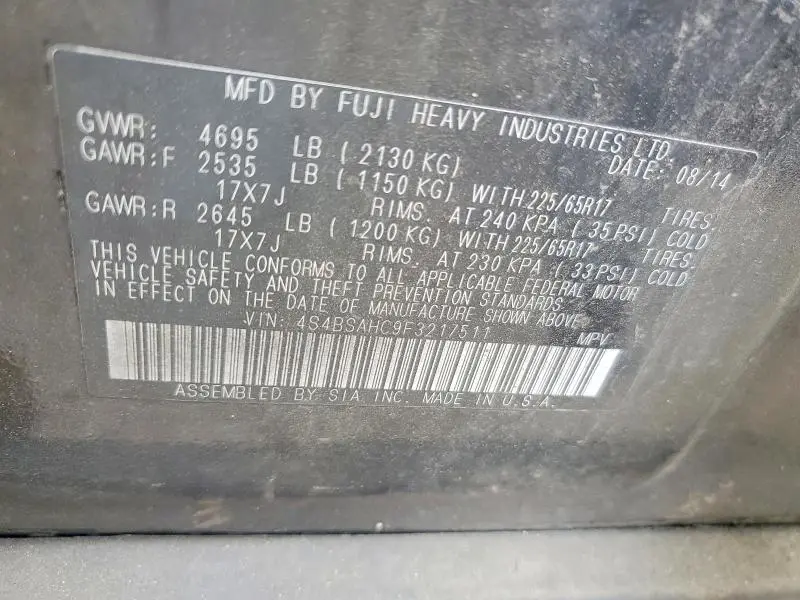 MFD BY FUJI HEAVY INDUSTRIES LTD.
GVWR: 4695 LB ( 2130 KG) DATE: 08/14
GAWR:F 2535 LB ( 1150 KG) WITH 225/65R17 TIRES,
17X7J RIMS, AT 240 KPA ( 35 PSI) COLD
GAWR:R 2645 LB ( 1200 KG) WITH 225/65R17 TIRES,
17X7J RIMS, AT 230 KPA ( 33 PSI) COLD
THIS VEHICLE CONFORMS TO ALL APPLICABLE FEDERAL MOTOR
VEHICLE SAFETY AND THEFT PREVENTION STANDARDS
IN EFFECT ON THE DATE OF MANUFACTURE SHOWN ABOVE.
VIN: 4S4BSAHC9F3217511 MPV
ASSEMBLED BY SIA INC. MADE IN U.S.A.